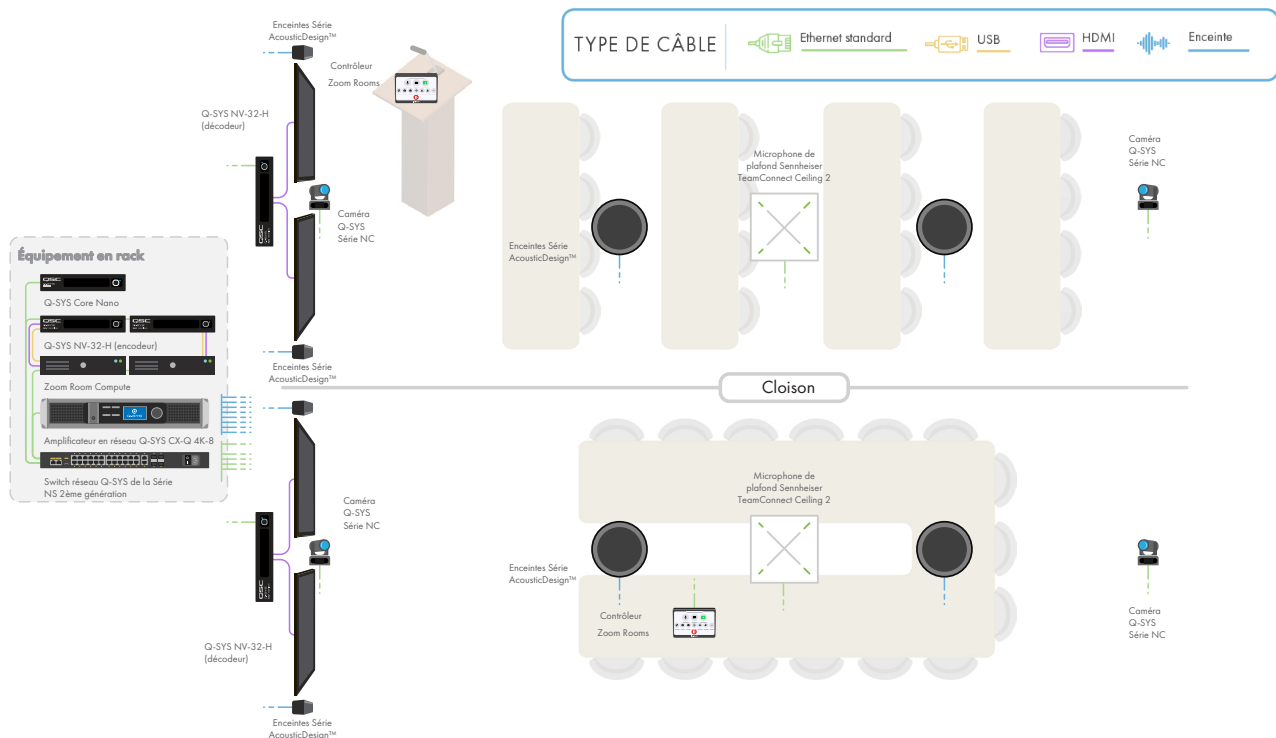 TYPE DE CÂBLE
Ethernet standard
USB
HDMI
Enceinte
Enceintes Série
AcousticDesign™
Contrôleur
Zoom Rooms
Q-SYS NV-32-H
(décodeur)
Caméra
Q-SYS
Série NC
Microphone de
plafond Sennheiser
TeamConnect Ceiling 2
Enceintes Série
AcousticDesign™
Caméra
Q-SYS
Série NC
Équipement en rack
QSC
Q-SYS Core Nano
QSC
QSC
Q-SYS NV-32-H (encodeur)
Zoom Room Compute
Amplificateur en réseau Q-SYS CX-Q 4K-8
Switch réseau Q-SYS de la Série
NS 2ème génération
QSC
Enceintes Série
AcousticDesign™
Cloison
Caméra
Q-SYS
Série NC
QSC
Q-SYS NV-32-H
(décodeur)
Enceintes Série
AcousticDesign™
Microphone de
plafond Sennheiser
TeamConnect Ceiling 2
Enceintes Série
AcousticDesign™
Contrôleur
Zoom Rooms
Caméra
Q-SYS
Série NC